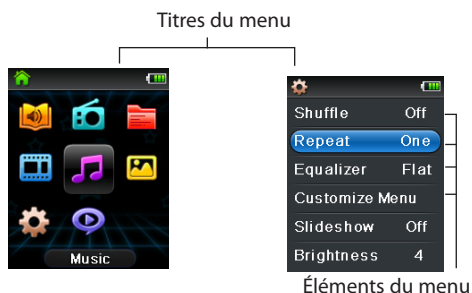 Titres du menu
Music
Shuffle Off
Repeat One
Equalizer Flat
Customize Menu
Slideshow Off
Brightness 4
Éléments du menu